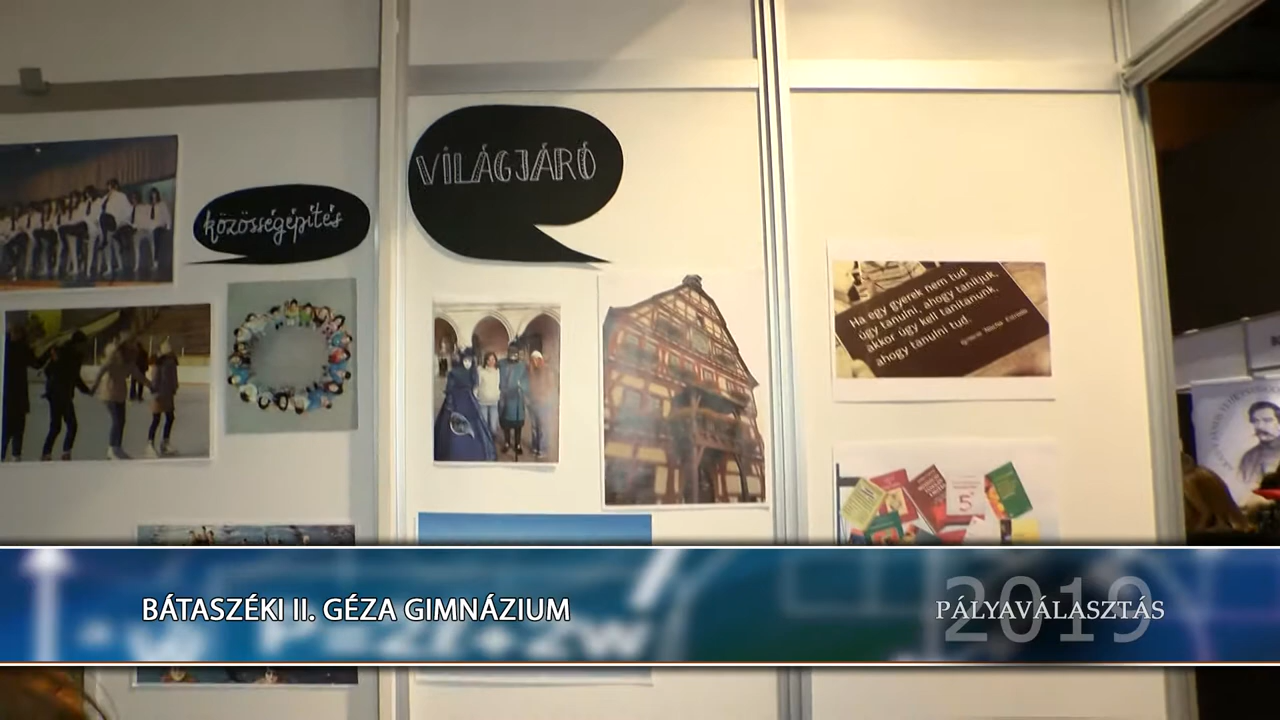 VILÁGJÁRÓ
közösségépítés
Ha egy gyerek nem tud
úgy tanulni, ahogy tanítjuk,
akkor úgy kell tanítanunk,
ahogy tanulni tud.
5
BÁTASZÉKI II. GÉZA GIMNÁZIUM
2019
PÁLYAVÁLASZTÁS